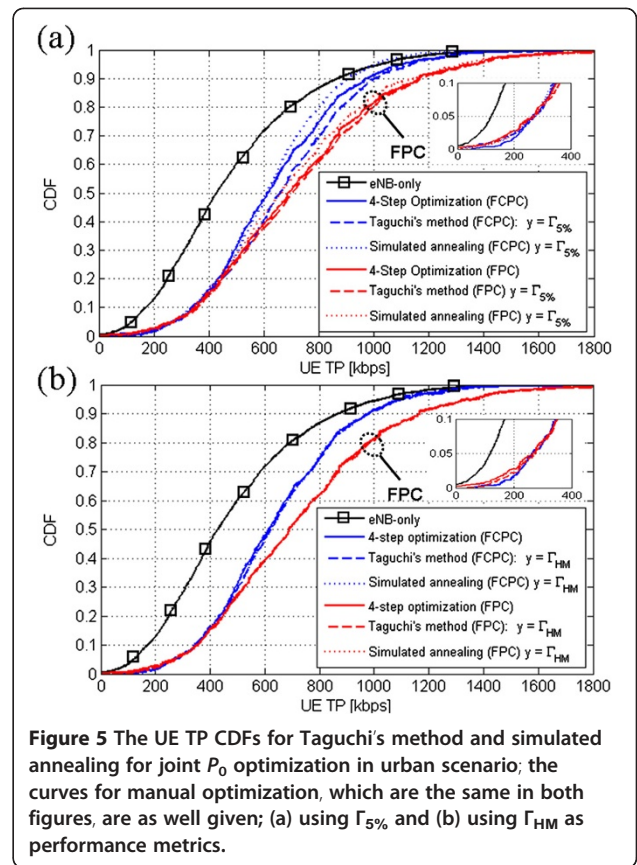 (a)
1
0.9
0.8
0.7
0.6
0.5
0.4
0.3
0.2
0.1
0
CDF
0 200 400 600 800 1000 1200 1400 1600 1800
UE TP [kbps]
FPC
0.1
0.05
0
0 200 400
eNB-only
4-Step Optimization (FCPC)
Taguchi's method (FCPC): y = Γ5%
Simulated annealing (FCPC) y = Γ5%
4-Step Optimization (FPC)
Taguchi's method (FPC) y = Γ5%
Simulated annealing (FPC) y = Γ5%
(b)
1
0.9
0.8
0.7
0.6
0.5
0.4
0.3
0.2
0.1
0
CDF
0 200 400 600 800 1000 1200 1400 1600 1800
UE TP [kbps]
FPC
0.1
0.05
0
0 200 400
eNB-only
4-step optimization (FCPC)
Taguchi's method (FCPC): y = ΓHM
Simulated annealing (FCPC) y = ΓHM
4-step optimization (FPC)
Taguchi's method (FPC): y = ΓHM
Simulated annealing (FPC) y = ΓHM
Figure 5 The UE TP CDFs for Taguchi's method and simulated
annealing for joint P0 optimization in urban scenario; the
curves for manual optimization, which are the same in both
figures, are as well given; (a) using Γ5% and (b) using ΓHM as
performance metrics.